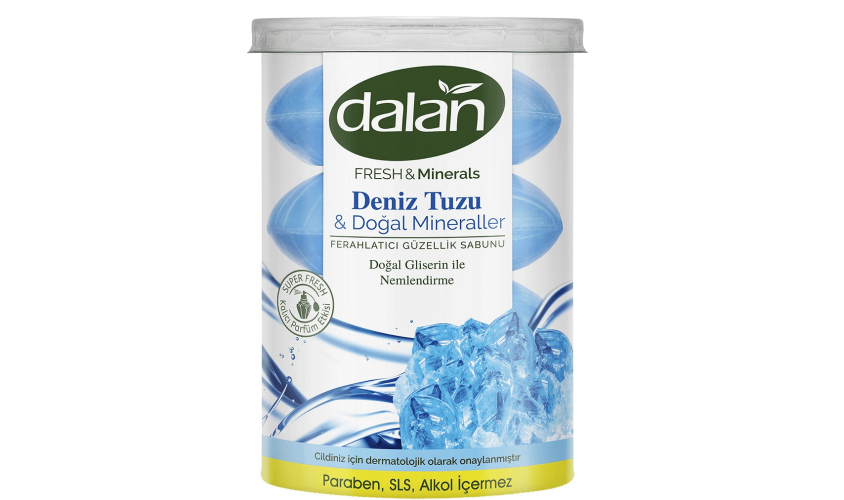 dalan
FRESH & Minerals
Deniz Tuzu
& Doğal Mineraller
FERAHLATICI GÜZELLİK SABUNU
Doğal Gliserin ile
Nemlendirme
SUPER FRESH
Kalıcı Parfüm Etkisi
Cildiniz için dermatolojik olarak onaylanmıştır
Paraben, SLS, Alkol İçermez